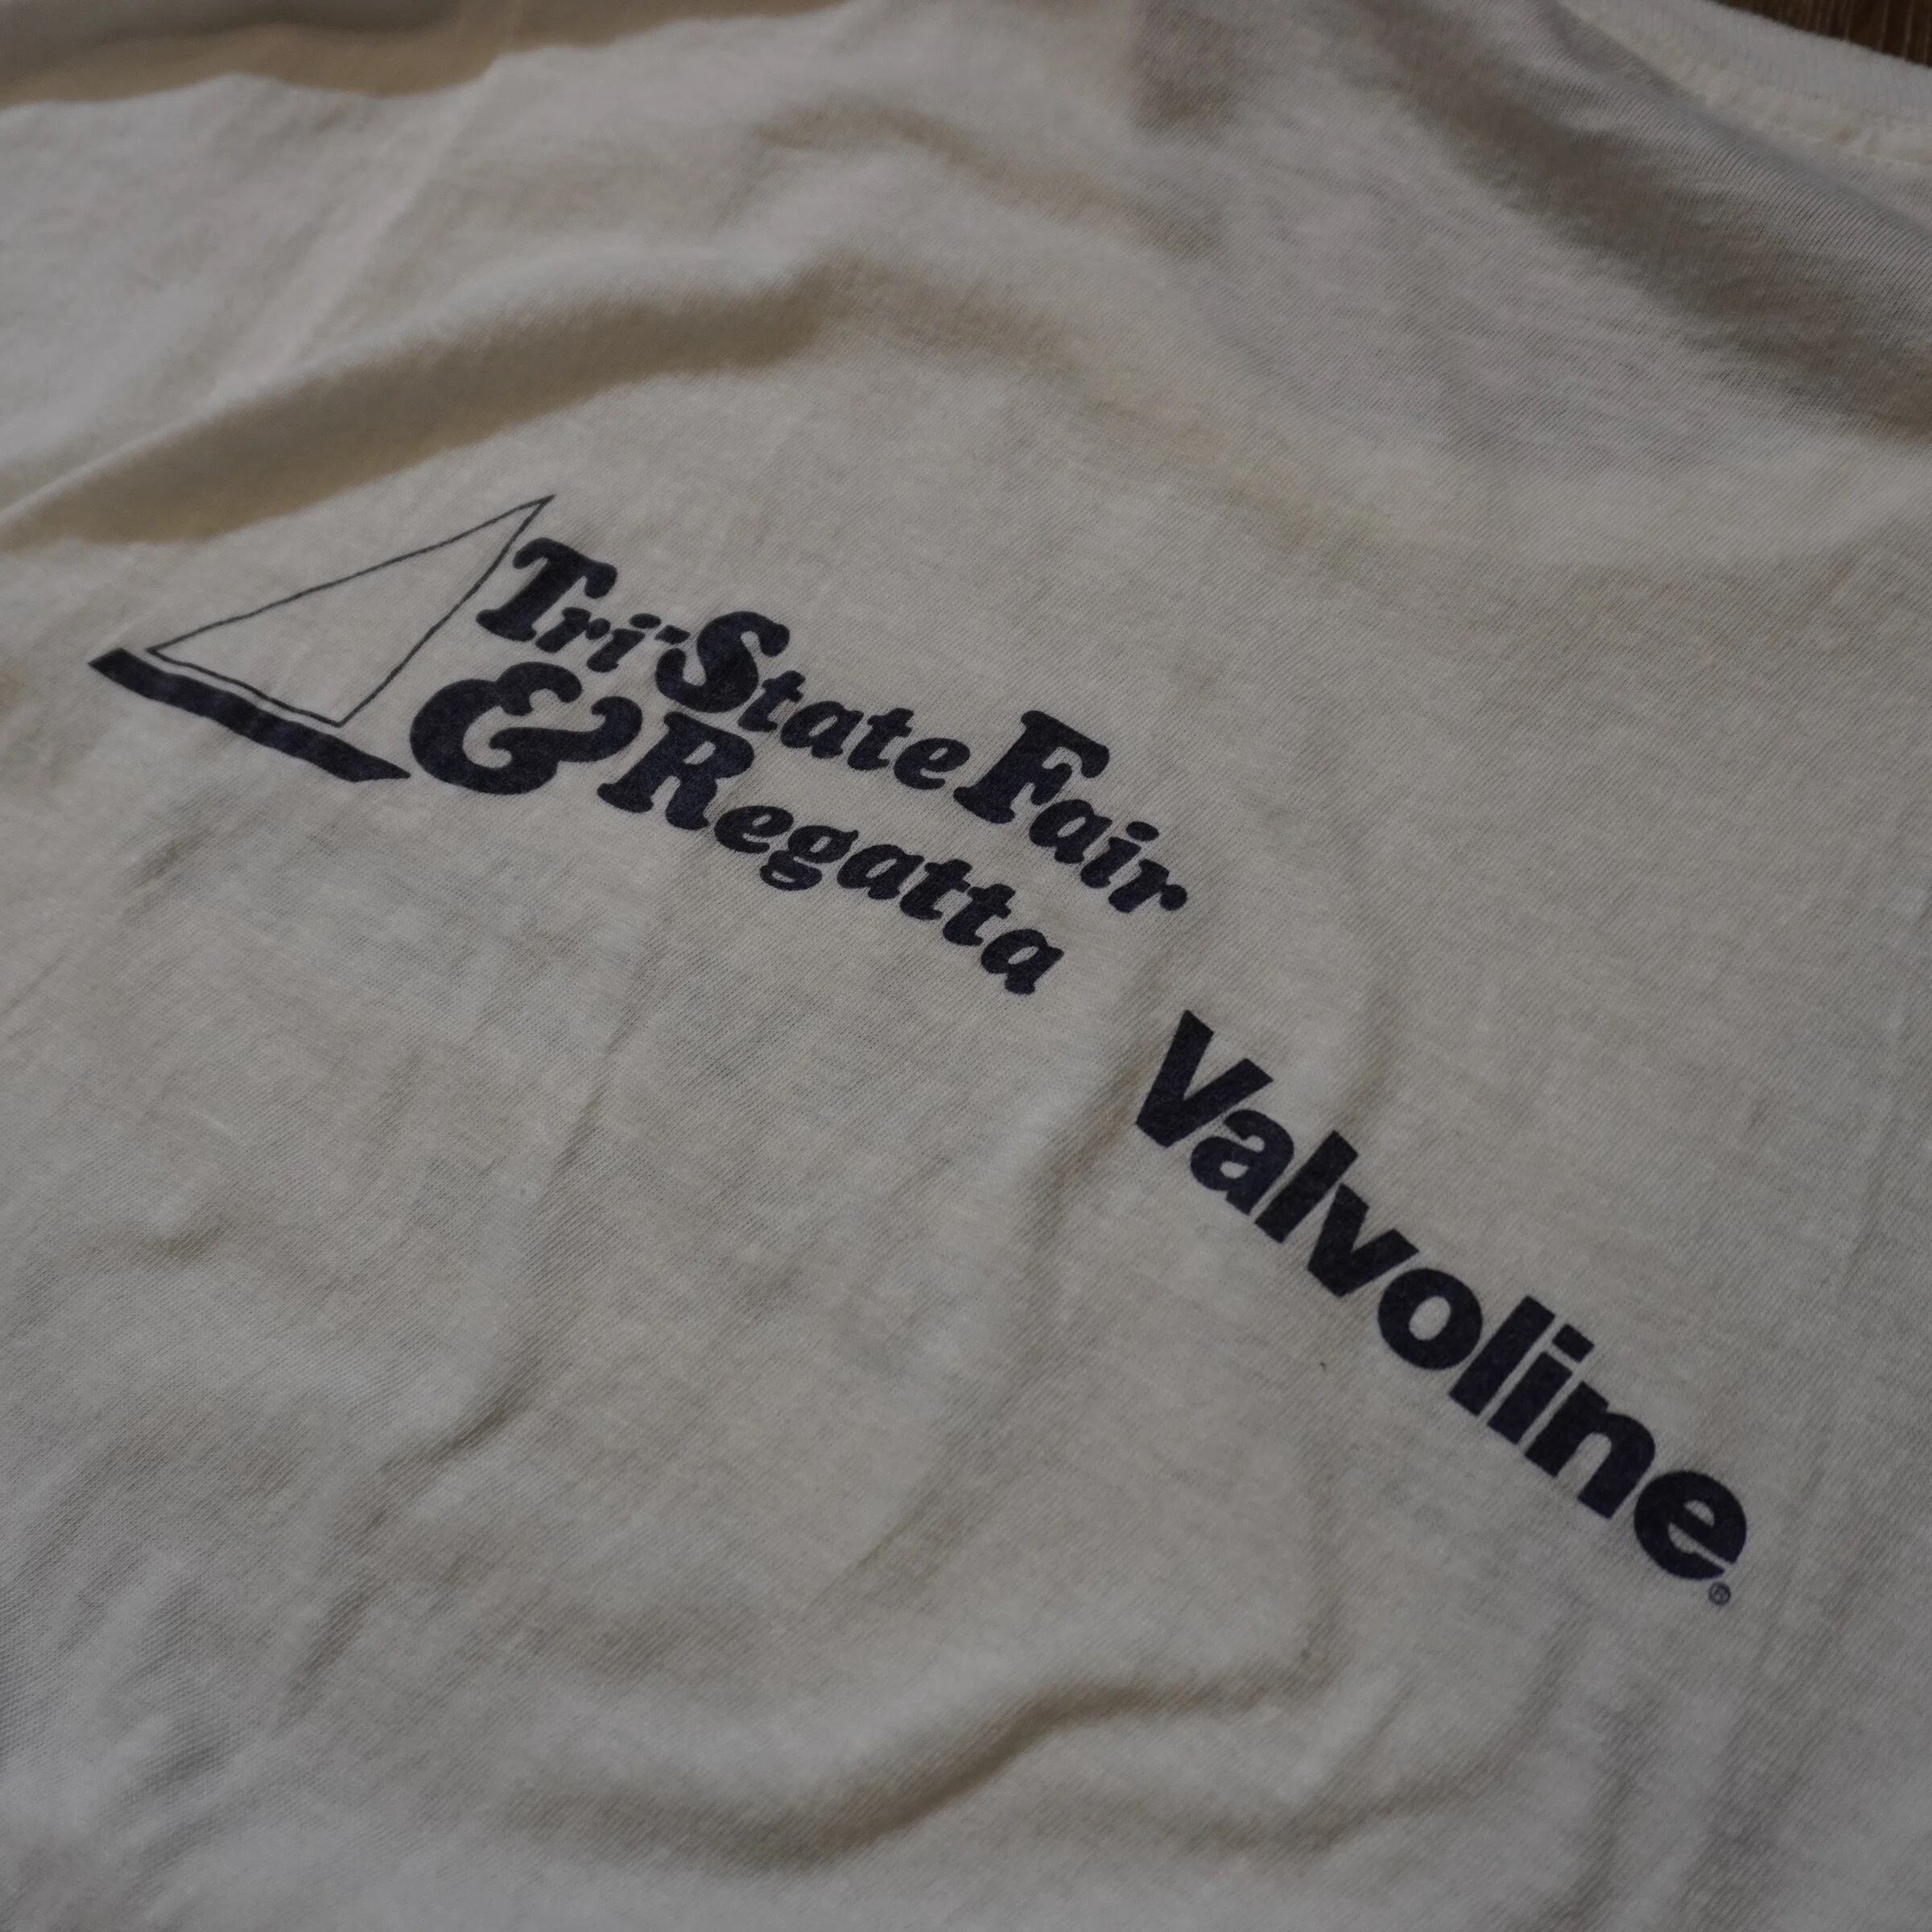 Tri-State Fair
& Regatta
Valvoline®